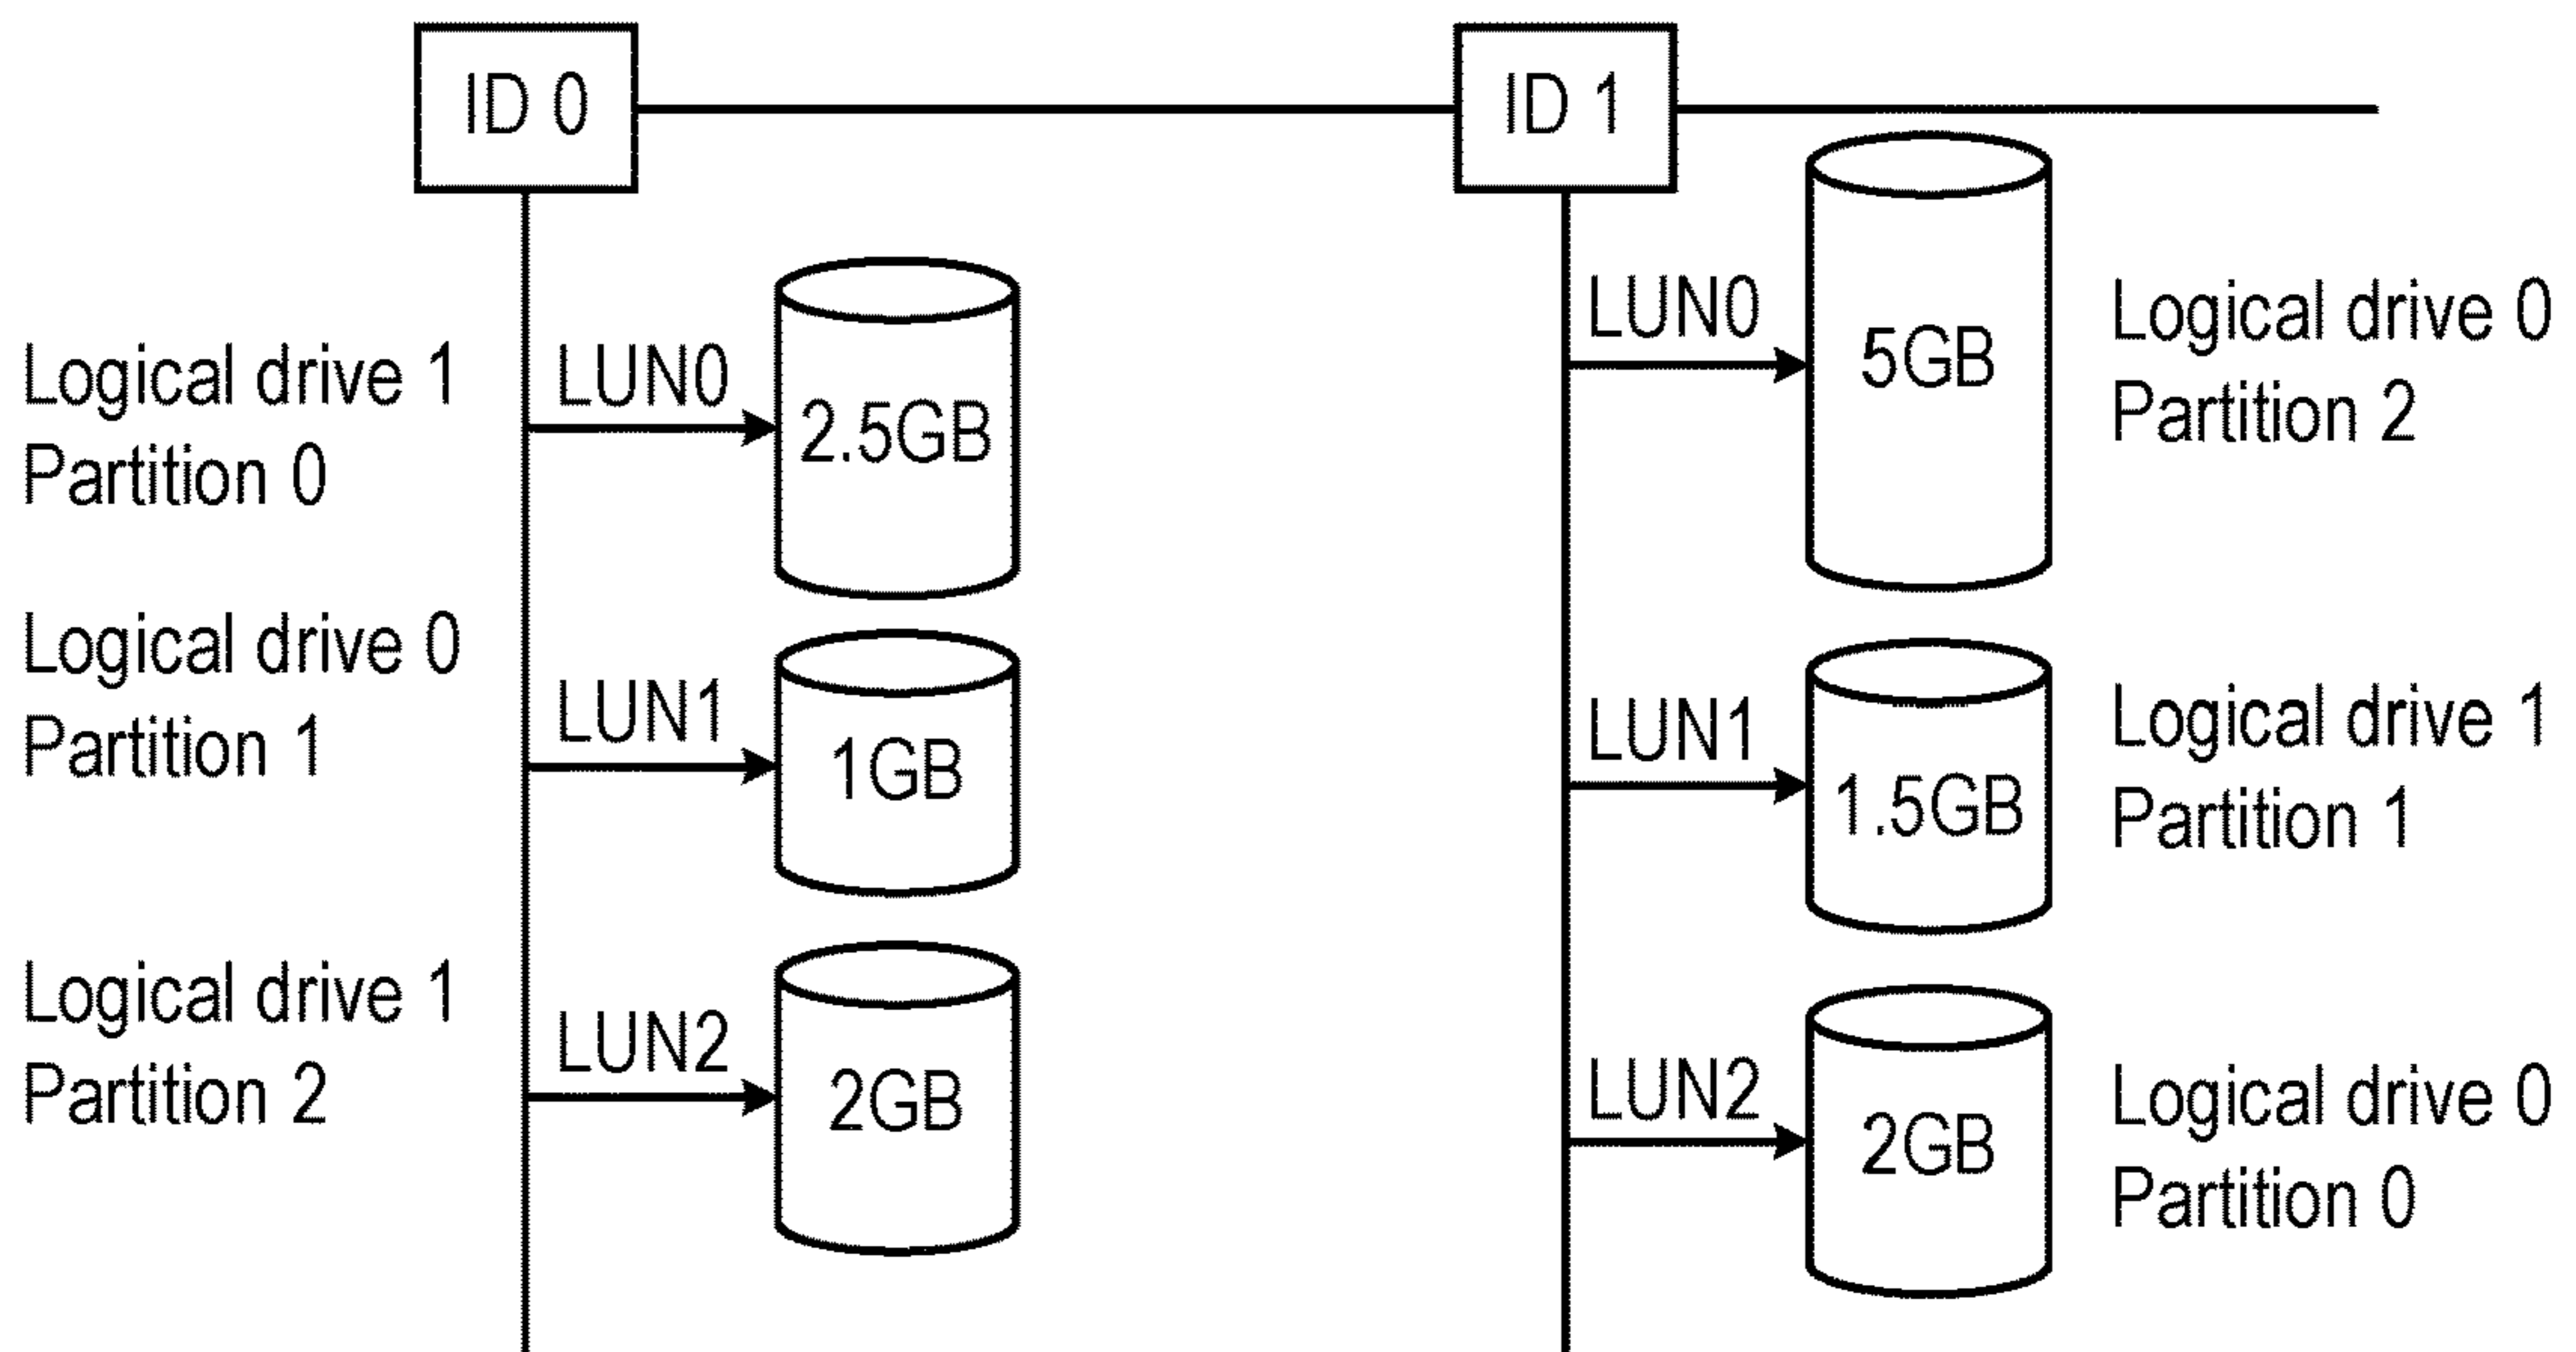 ID 0
ID 1
Logical drive 1
Partition 0
LUN0
2.5GB
Logical drive 0
Partition 1
LUN1
1GB
Logical drive 1
Partition 2
LUN2
2GB
LUN0
5GB
Logical drive 0
Partition 2
LUN1
1.5GB
Logical drive 1
Partition 1
LUN2
2GB
Logical drive 0
Partition 0